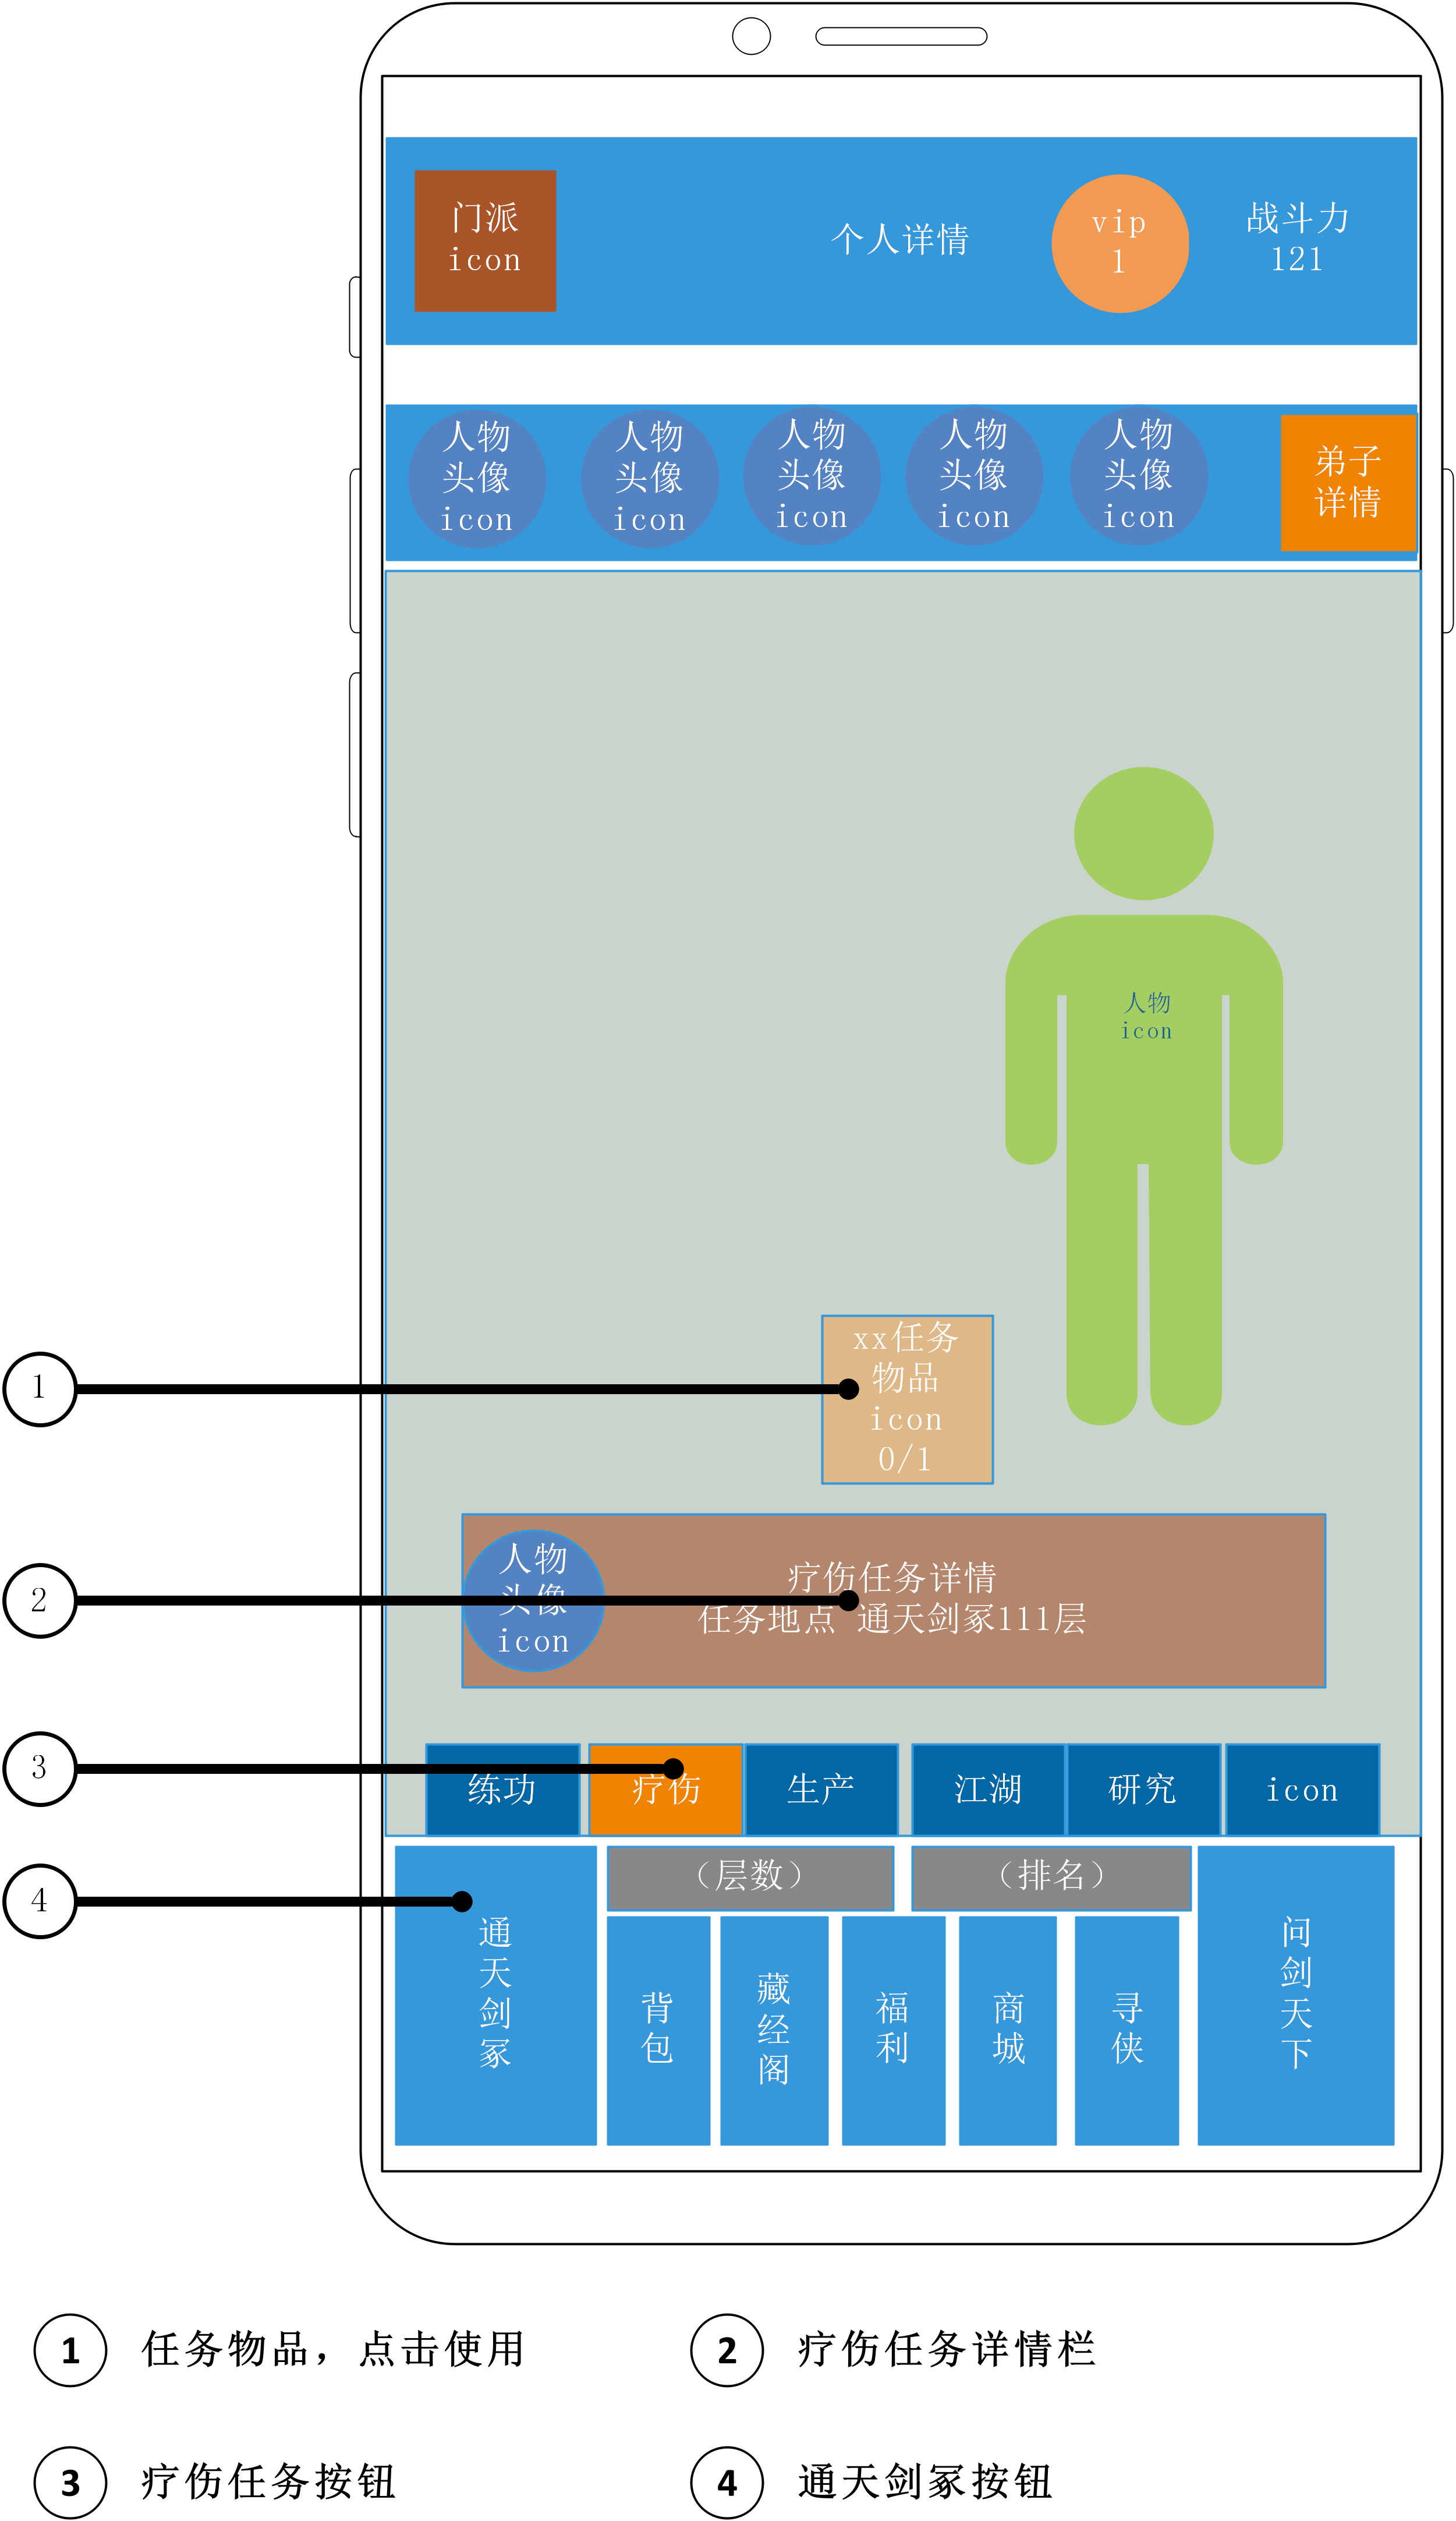 门派
icon
个人详情
vip
1
战斗力
121
人物
头像
icon
人物
头像
icon
人物
头像
icon
人物
头像
icon
人物
头像
icon
弟子
详情
人物
icon
1
xx任务
物品
icon
0/1
2
人物
头像
icon
疗伤任务详情
任务地点 通天剑冢111层
3
练功
疗伤
生产
江湖
研究
icon
4
通天剑冢
（层数）
（排名）
背包
藏经阁
福利
商城
寻侠
问剑天下
1 任务物品，点击使用
2 疗伤任务详情栏
3 疗伤任务按钮
4 通天剑冢按钮